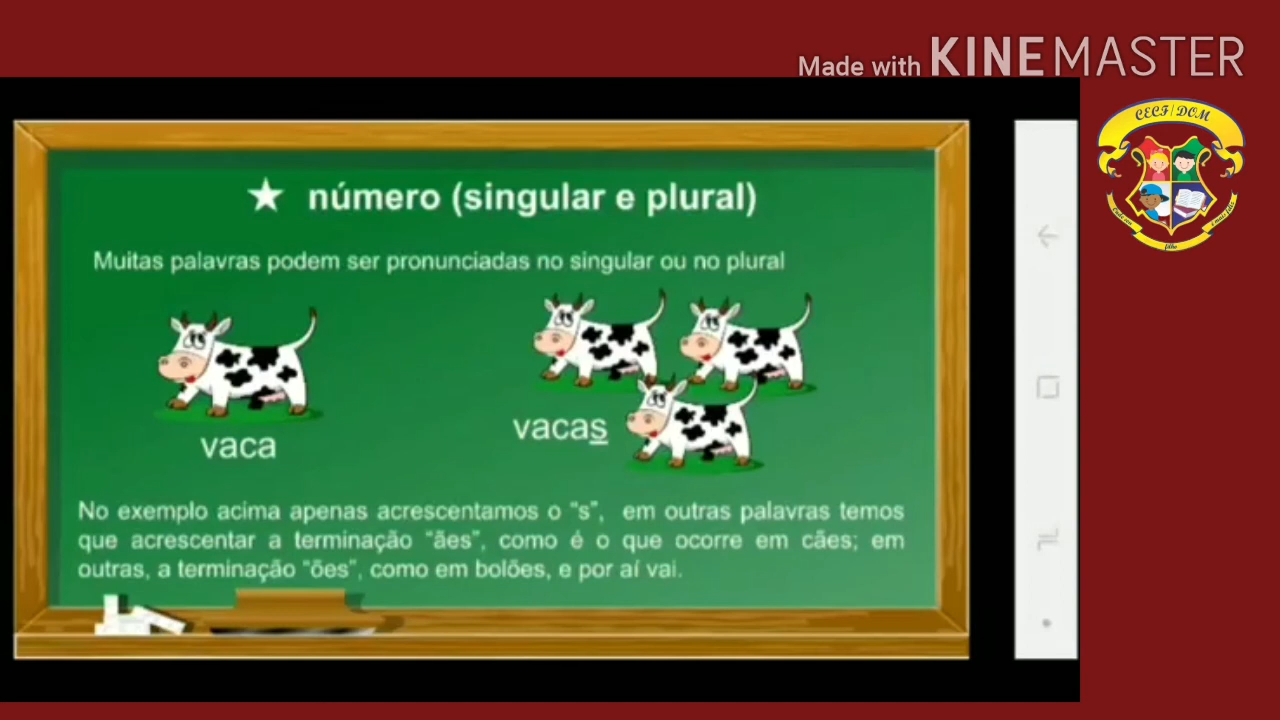 Made with KINEMASTER
CECF/DOM
★ número (singular e plural)
Muitas palavras podem ser pronunciadas no singular ou no plural
vaca
vacas
No exemplo acima apenas acrescentamos o "s", em outras palavras temos
que acrescentar a terminação "ães", como é o que ocorre em cães; em
outras, a terminação "ões", como em bolões, e por aí vai.
filho